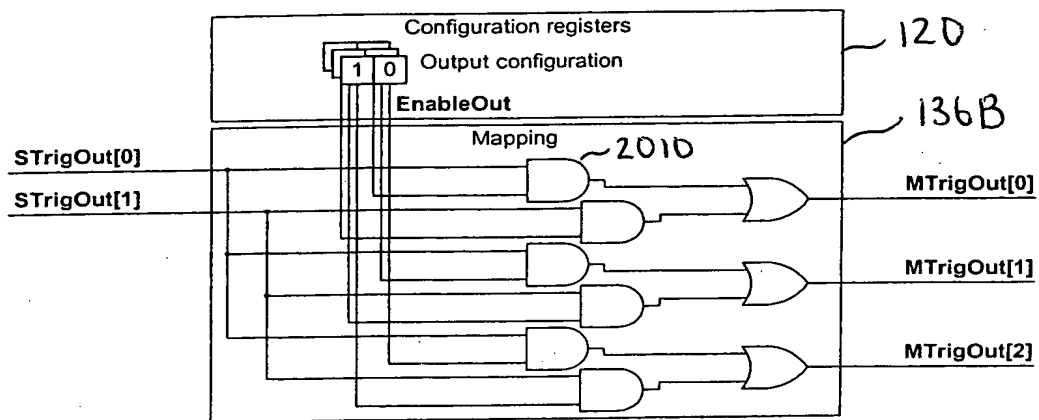 Configuration registers
120
1 0 Output configuration
EnableOut
136B
Mapping
STrigOut[0]
2010
STrigOut[1]
MTrigOut[0]
MTrigOut[1]
MTrigOut[2]